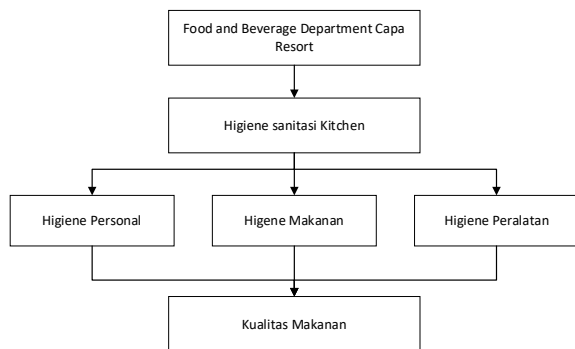 Food and Beverage Department Capa
Resort
Higiene sanitasi Kitchen
Higiene Personal
Higene Makanan
Higiene Peralatan
Kualitas Makanan